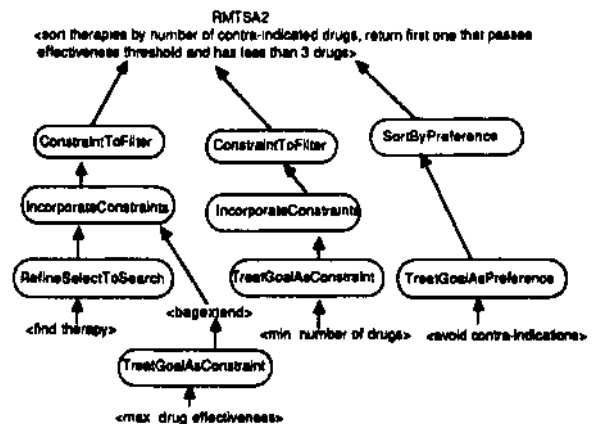 RMTSA2
<sort therapies by number of contra-indicated drugs, return first one that passes
effectiveness threshold and has less than 3 drugs>
ConstraintToFilter
ConstraintToFilter
SortByPreference
IncorporateConstraints
IncorporateConstraints
RefineSelectToSearch
TreatGoalAsConstraint
TreatGoalAsPreference
<bagextend>
<find therapy>
<min number of drugs>
<avoid contra-indications>
TreatGoalAsConstraint
<max drug effectiveness>